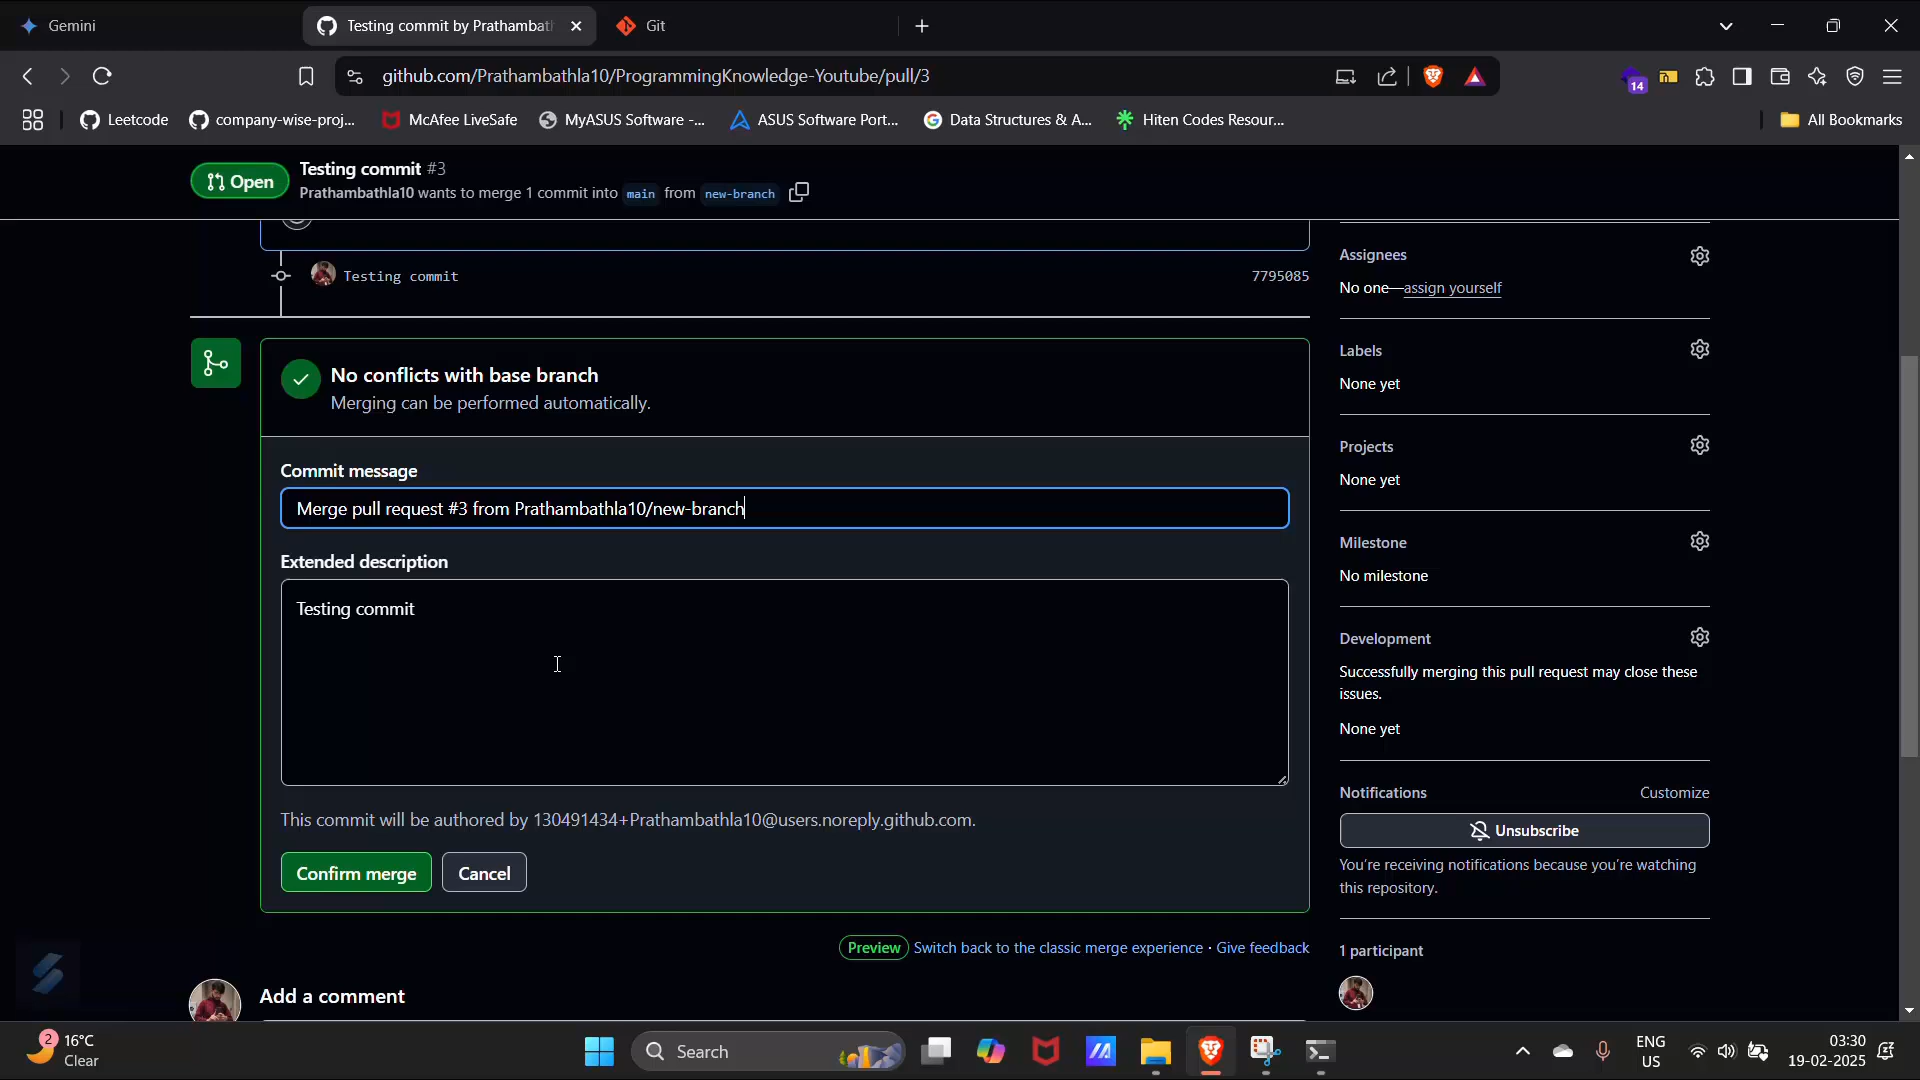 Gemini
Testing commit by Prathambat
Git
github.com/Prathambathla10/ProgrammingKnowledge-Youtube/pull/3
14
Leetcode
company-wise-proj...
McAfee LiveSafe
MyASUS Software -...
ASUS Software Port...
Data Structures & A...
Hiten Codes Resour...
All Bookmarks
Open
Testing commit #3
Prathambathla10 wants to merge 1 commit into main from new-branch
Testing commit
7795085
No conflicts with base branch
Merging can be performed automatically.
Commit message
Merge pull request #3 from Prathambathla10/new-branch
Extended description
Testing commit
This commit will be authored by 130491434+Prathambathla10@users.noreply.github.com.
Confirm merge
Cancel
Preview Switch back to the classic merge experience · Give feedback
Add a comment
Assignees
No one—assign yourself
Labels
None yet
Projects
None yet
Milestone
No milestone
Development
Successfully merging this pull request may close these
issues.
None yet
Notifications
Customize
Unsubscribe
You're receiving notifications because you're watching
this repository.
1 participant
2
16°C
Clear
Search
ENG
US
03:30
19-02-2025